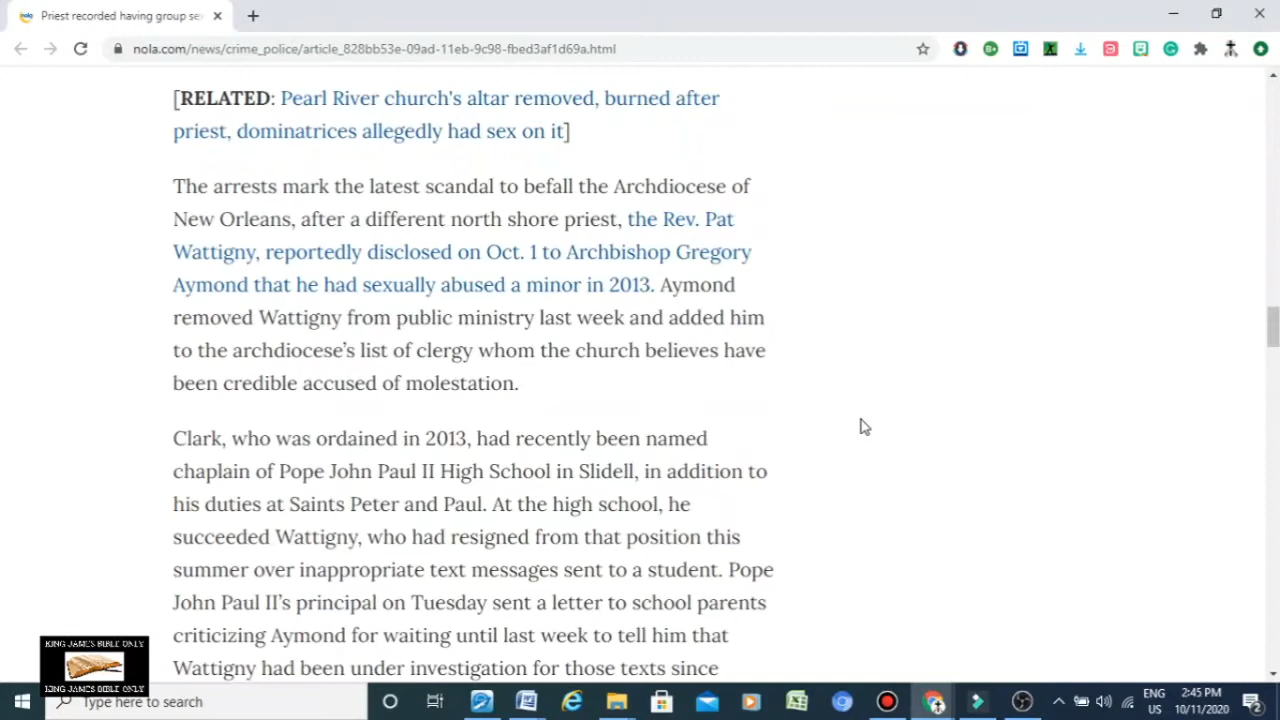 Priest recorded having group se
nola.com/news/crime_police/article_828bb53e-09ad-11eb-9c98-fbed3af1d69a.html
[RELATED: Pearl River church's altar removed, burned after
priest, dominatrices allegedly had sex on it]
The arrests mark the latest scandal to befall the Archdiocese of
New Orleans, after a different north shore priest, the Rev. Pat
Wattigny, reportedly disclosed on Oct. 1 to Archbishop Gregory
Aymond that he had sexually abused a minor in 2013. Aymond
removed Wattigny from public ministry last week and added him
to the archdiocese's list of clergy whom the church believes have
been credible accused of molestation.
Clark, who was ordained in 2013, had recently been named
chaplain of Pope John Paul II High School in Slidell, in addition to
his duties at Saints Peter and Paul. At the high school, he
succeeded Wattigny, who had resigned from that position this
summer over inappropriate text messages sent to a student. Pope
John Paul II's principal on Tuesday sent a letter to school parents
criticizing Aymond for waiting until last week to tell him that
Wattigny had been under investigation for those texts since
KING JAMES BIBLE ONLY
KING JAMES BIBLE ONLY
Type here to search
ENG
US
2:45 PM
10/11/2020
2